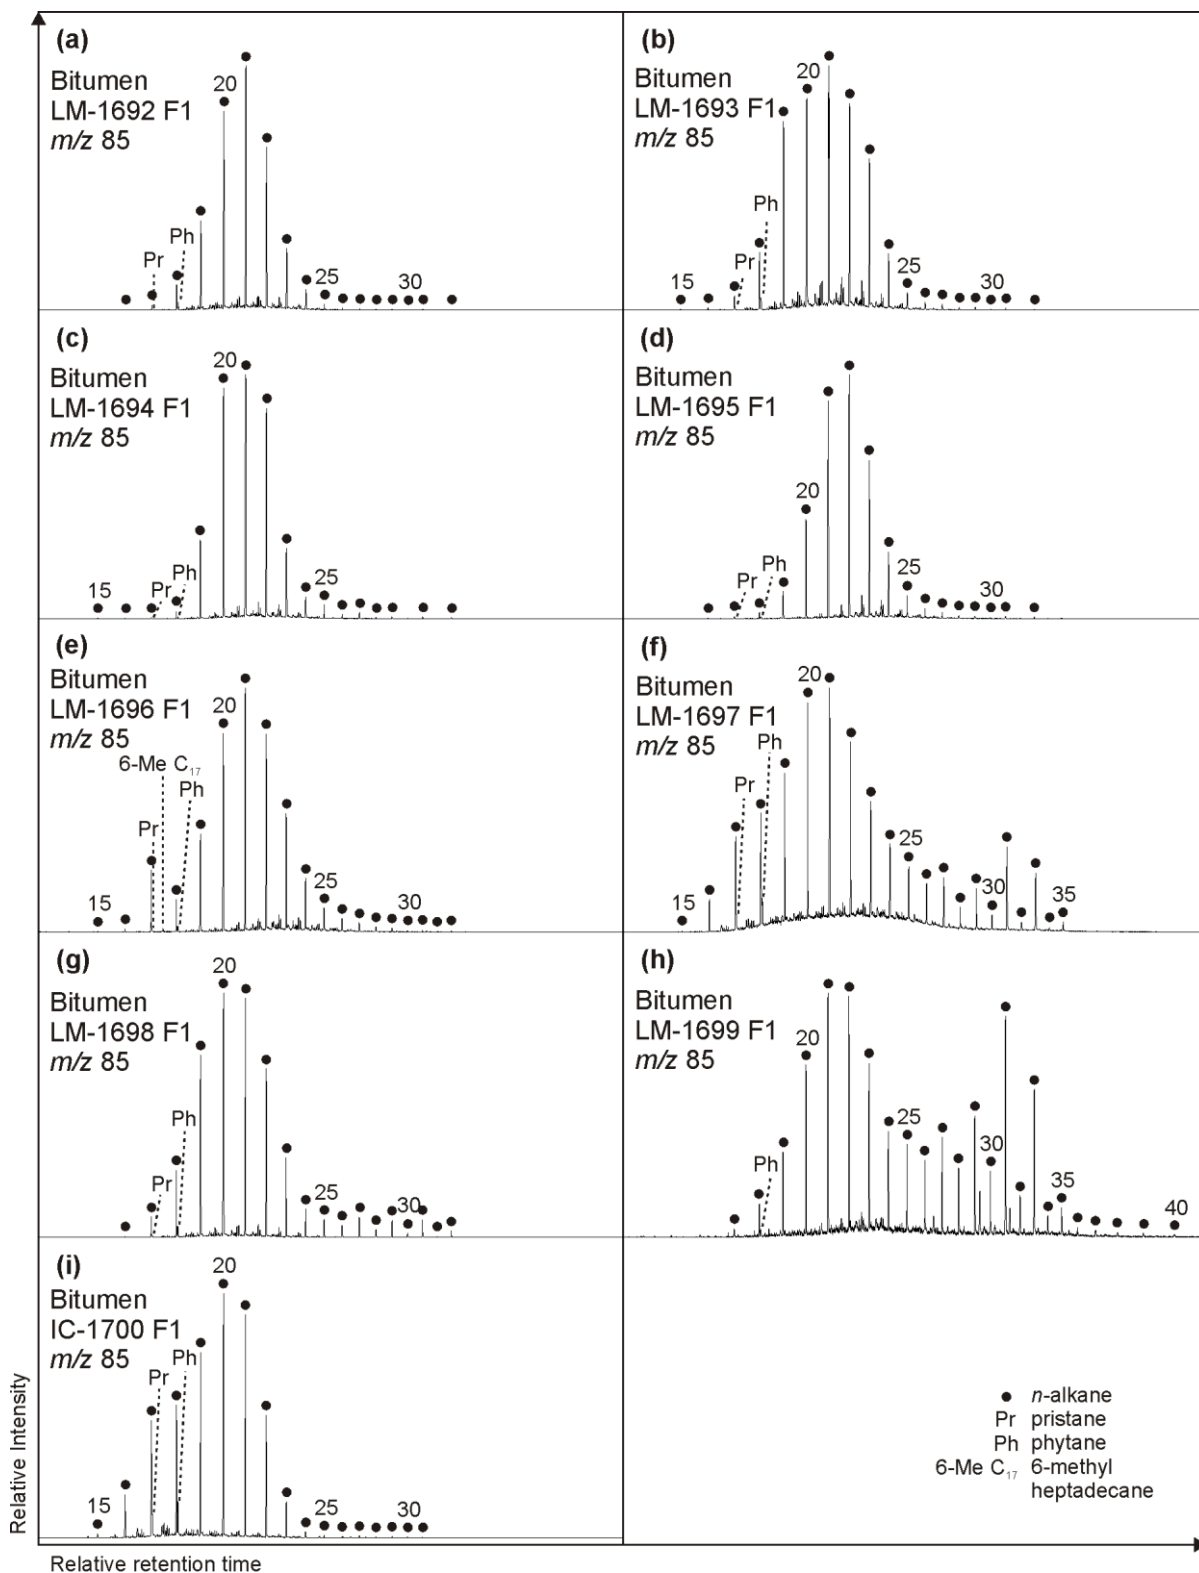 (a)
Bitumen
LM-1692 F1
m/z 85
20
Pr
Ph
25
30
(b)
Bitumen
LM-1693 F1
m/z 85
20
Ph
15
Pr
25
30
(c)
Bitumen
LM-1694 F1
m/z 85
20
15
Pr
Ph
25
(d)
Bitumen
LM-1695 F1
m/z 85
20
Pr
Ph
25
30
(e)
Bitumen
LM-1696 F1
m/z 85
20
6-Me C17
Ph
Pr
15
25
30
(f)
Bitumen
LM-1697 F1
m/z 85
20
Ph
Pr
25
15
30
35
(g)
Bitumen
LM-1698 F1
m/z 85
20
Ph
Pr
25
30
(h)
Bitumen
LM-1699 F1
m/z 85
20
25
Ph
30
35
40
(i)
Bitumen
IC-1700 F1
m/z 85
20
Ph
Pr
15
25
30
n-alkane
Pr pristane
Ph phytane
6-Me C17 6-methyl
heptadecane
Relative Intensity
Relative retention time